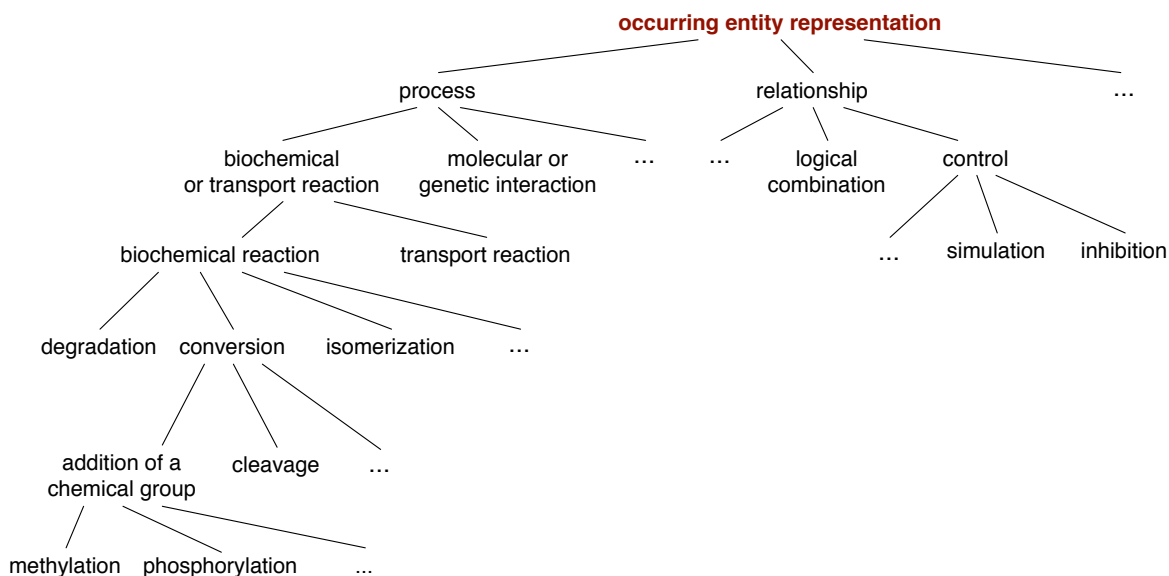 occurring entity representation
process
relationship
...
biochemical
or transport reaction
molecular or
genetic interaction
...
...
logical
combination
control
biochemical reaction
transport reaction
...
simulation
inhibition
degradation
conversion
isomerization
...
addition of a
chemical group
cleavage
...
methylation
phosphorylation
...